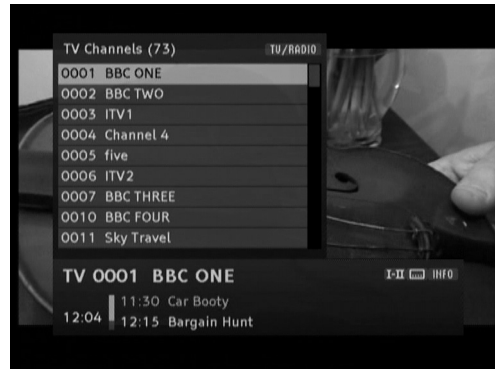 TV Channels (73) TV/RADIO
0001 BBC ONE
0002 BBC TWO
0003 ITV1
0004 Channel 4
0005 five
0006 ITV2
0007 BBC THREE
0010 BBC FOUR
0011 Sky Travel
TV 0001 BBC ONE I-II INFO
11:30 Car Booty
12:04
12:15 Bargain Hunt